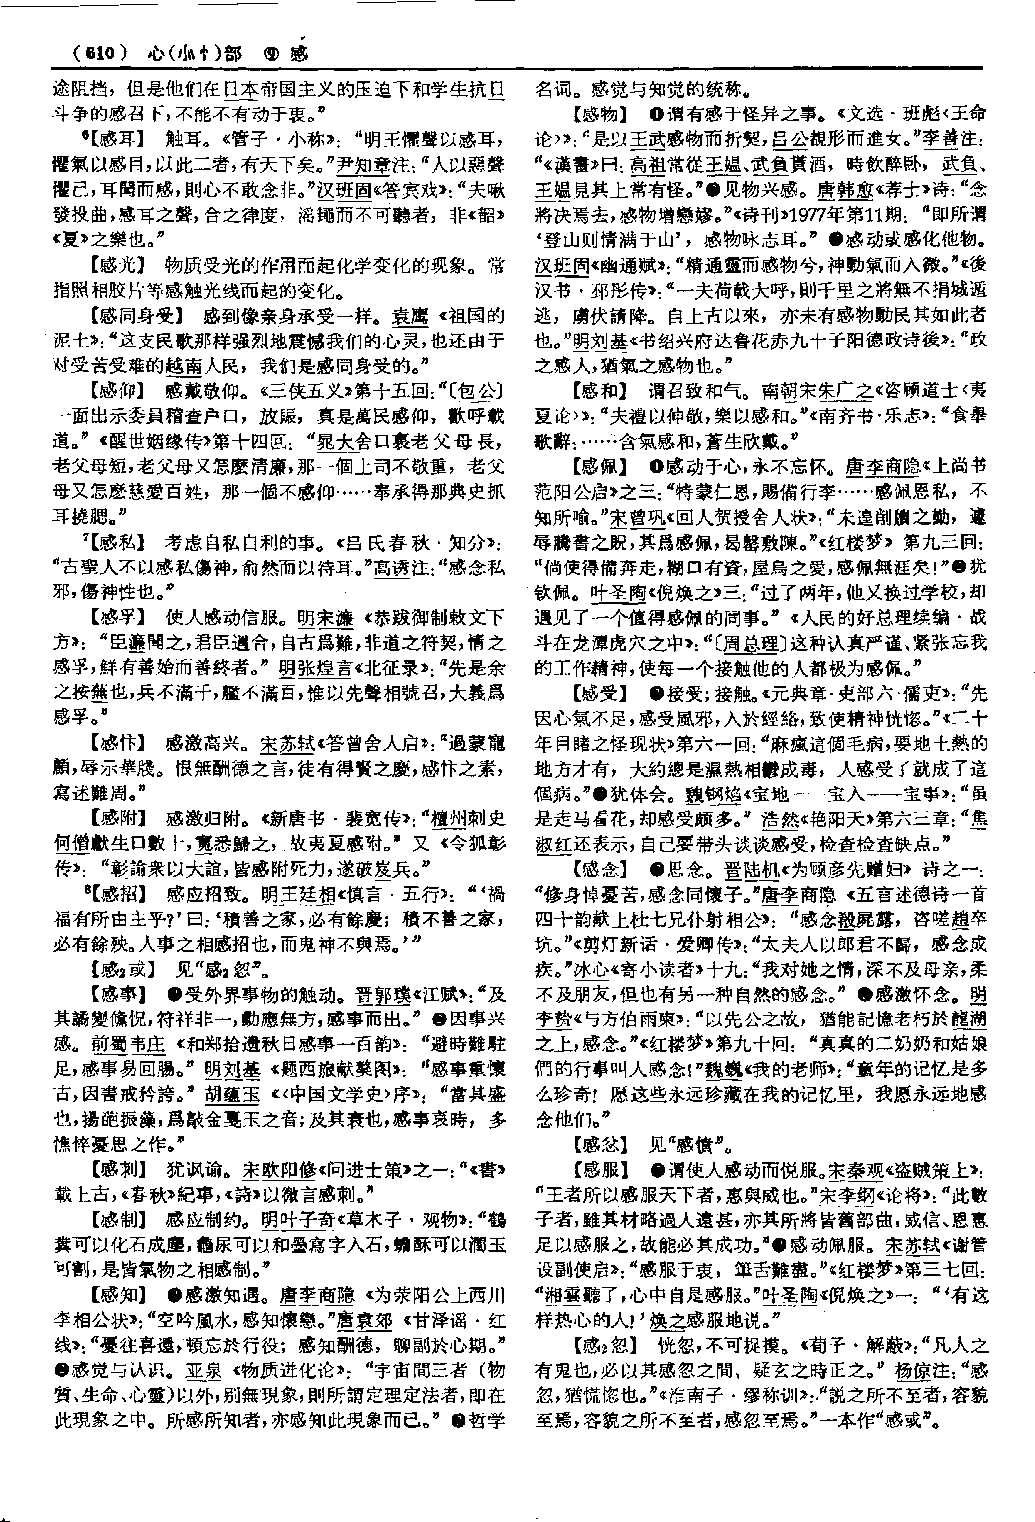 (610) 心(忄⺗)部 ⑨ 感
途阻挡，但是他们在日本帝国主义的压迫下和学生抗日
斗争的感召下，不能不有动于衷。”
6【感耳】 触耳。《管子·小称》：“明王懼聲以感耳，
懼氣以感目，以此二者，有天下矣。”尹知章注：“人以惡聲
懼己，耳聞而感，則心不敢念非。”汉班固《答宾戏》：“夫啾
發投曲，感耳之聲，合之律度，淫䵷而不可聽者，非《韶》
《夏》之樂也。”
【感光】 物质受光的作用而起化学变化的现象。常
指照相胶片等感触光线而起的变化。
【感同身受】 感到像亲身承受一样。袁鹰《祖国的
泥土》：“这支民歌那样强烈地震憾我们的心灵，也还由于
对受苦受难的越南人民，我们是感同身受的。”
【感仰】 感戴敬仰。《三侠五义》第十五回：“〔包公〕
一面出示委員稽查户口，放賑，真是萬民感仰，歡呼載
道。”《醒世姻缘传》第十四回：“晁大舍口裹老父母長，
老父母短，老父母又怎麼清廉，那一個上司不敬重，老父
母又怎麽慈愛百姓，那一個不感仰……奉承得那典史抓
耳撓腮。”
7【感私】 考虑自私自利的事。《吕氏春秋·知分》：
“古聖人不以感私傷神，俞然而以待耳。”高诱注：“感念私
邪，傷神性也。”
【感孚】 使人感动信服。明宋濂《恭跋御制敕文下
方》：“臣濂聞之，君臣遇合，自古爲難，非道之符契，情之
感孚，鮮有善始而善終者。”明张煌言《北征录》：“先是余
之按蕪也，兵不滿千，艦不滿百，惟以先聲相號召，大義爲
感孚。”
【感忭】 感激高兴。宋苏轼《答曾舍人启》：“過蒙寵
顧，辱示華牋。恨無酬德之言，徒有得賢之慶，感忭之素，
寫述難周。”
【感附】 感激归附。《新唐书·裴宽传》：“檀州刺史
何僧獻生口數十，寬悉歸之，故夷夏感附。”又《令狐彰
传》：“彰諭衆以大誼，皆感附死力，遂破岌兵。”
8【感招】 感应招致。明王廷相《慎言·五行》：“‘禍
福有所由主乎?’曰：‘積善之家，必有餘慶；積不善之家，
必有餘殃。人事之相感招也，而鬼神不與焉。’”
【感2或】 见“感2忽”。
【感事】 ❶受外界事物的触动。晋郭璞《江赋》：“及
其譎變儵怳，符祥非一，動應無方，感事而出。”❷因事兴
感。前蜀韦庄《和郑拾遗秋日感事一百韵》：“避時難駐
足，感事易回腸。”明刘基《题西旅献獒图》：“感事重懷
古，因書戒矜誇。”胡蕴玉《〈中国文学史〉序》：“當其盛
也，揚葩振藻，爲敲金戛玉之音；及其衰也，感事哀時，多
憔悴憂思之作。”
【感刺】 犹讽谕。宋欧阳修《问进士策》之一：“《書》
載上古，《春秋》紀事，《詩》以微言感刺。”
【感制】 感应制约。明叶子奇《草木子·观物》：“鶴
糞可以化石成塵，龜尿可以和墨寫字入石，蟾酥可以濡玉
可割，是皆氣物之相感制。”
【感知】 ❶感激知遇。唐李商隐《为荥阳公上西川
李相公状》：“空吟風水，感知懷戀。”唐袁郊《甘泽谣·红
线》：“憂往喜還，頓忘於行役；感知酬德，聊副於心期。”
❷感觉与认识。亚泉《物质进化论》：“宇宙間三者（物
質、生命、心靈）以外，别無現象，則所謂定理定法者，即在
此現象之中。所感所知者，亦感知此現象而已。”❸哲学
名词。感觉与知觉的统称。
【感物】 ❶谓有感于怪异之事。《文选·班彪〈王命
论〉》：“是以王武感物而折契，吕公覩形而進女。”李善注：
“《漢書》曰：高祖常從王媪、武負貰酒，時飲醉卧，武負、
王媪見其上常有怪。”❷见物兴感。唐韩愈《荐士》诗：“念
將决焉去，感物增戀嫪。”《诗刊》1977年第11期：“即所谓
‘登山则情满于山’，感物咏志耳。”❸感动或感化他物。
汉班固《幽通赋》：“精通靈而感物兮，神動氣而入微。”《後
汉书·邳彤传》：“一夫荷戟大呼，則千里之將無不捐城遁
逃，虜伏請降。自上古以來，亦未有感物動民其如此者
也。”明刘基《书绍兴府达鲁花赤九十子阳德政诗後》：“政
之感人，猶氣之感物也。”
【感和】 谓召致和气。南朝宋朱广之《咨顾道士〈夷
夏论〉》：“夫禮以伸敬，樂以感和。”《南齐书·乐志》：“食舉
歌辭：……含氣感和，蒼生欣戴。”
【感佩】 ❶感动于心，永不忘怀。唐李商隐《上尚书
范阳公启》之三：“特蒙仁恩，賜備行李……感佩恩私，不
知所喻。”宋曾巩《回人贺授舍人状》：“未遑削牘之勤，遽
辱騰書之貺，其爲感佩，曷罄敷陳。”《红楼梦》第九三回：
“倘使得備奔走，糊口有資，屋烏之愛，感佩無涯矣！”❷犹
钦佩。叶圣陶《倪焕之》三：“过了两年，他又换过学校，却
遇见了一个值得感佩的同事。”《人民的好总理续编·战
斗在龙潭虎穴之中》：“〔周总理〕这种认真严谨、紧张忘我
的工作精神，使每一个接触他的人都极为感佩。”
【感受】 ❶接受；接触。《元典章·吏部六·儒吏》：“先
因心氣不足，感受風邪，入於經絡，致使精神恍惚。”《二十
年目睹之怪现状》第六一回：“麻瘋這個毛病，要地土熱的
地方才有，大約總是濕熱相鬱成毒，人感受了就成了這
個病。”❷犹体会。魏钢焰《宝地——宝人——宝事》：“虽
是走马看花，却感受颇多。”浩然《艳阳天》第六三章：“焦
淑红还表示，自己要带头谈谈感受，检查检查缺点。”
【感念】 ❶思念。晋陆机《为顾彦先赠妇》诗之一：
“修身悼憂苦，感念同懷子。”唐李商隐《五言述德诗一首
四十韵献上杜七兄仆射相公》：“感念殽屍露，咨嗟趙卒
坑。”《剪灯新话·爱卿传》：“太夫人以郎君不歸，感念成
疾。”冰心《寄小读者》十九：“我对她之情，深不及母亲，柔
不及朋友，但也有另一种自然的感念。”❷感激怀念。明
李贽《与方伯雨柬》：“以先公之故，猶能記憶老朽於龍湖
之上，感念。”《红楼梦》第九十回：“真真的二奶奶和姑娘
們的行事叫人感念！”魏巍《我的老师》：“童年的记忆是多
么珍奇！愿这些永远珍藏在我的记忆里，我愿永远地感
念他们。”
【感忿】 见“感愤”。
【感服】 ❶谓使人感动而悦服。宋秦观《盗贼策上》：
“王者所以感服天下者，惠與威也。”宋李纲《论将》：“此數
子者，雖其材略過人遠甚，亦其所將皆舊部曲，威信、恩惠
足以感服之，故能必其成功。”❷感动佩服。宋苏轼《谢管
设副使启》：“感服于衷，筆舌難盡。”《红楼梦》第三七回：
“湘雲聽了，心中自是感服。”叶圣陶《倪焕之》一：“‘有这
样热心的人！’焕之感服地说。”
【感2忽】 恍忽，不可捉摸。《荀子·解蔽》：“凡人之
有鬼也，必以其感忽之間，疑玄之時正之。”杨倞注：“感
忽，猶慌惚也。”《淮南子·缪称训》：“説之所不至者，容貌
至焉，容貌之所不至者，感忽至焉。”一本作“感或”。